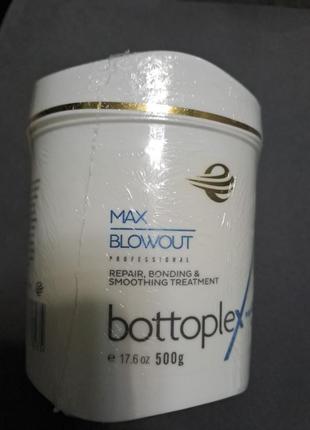 MAX
BLOWOUT
PROFESSIONAL
REPAIR, BONDING &
SMOOTHING TREATMENT
bottoplex
e 17.6 oz 500g